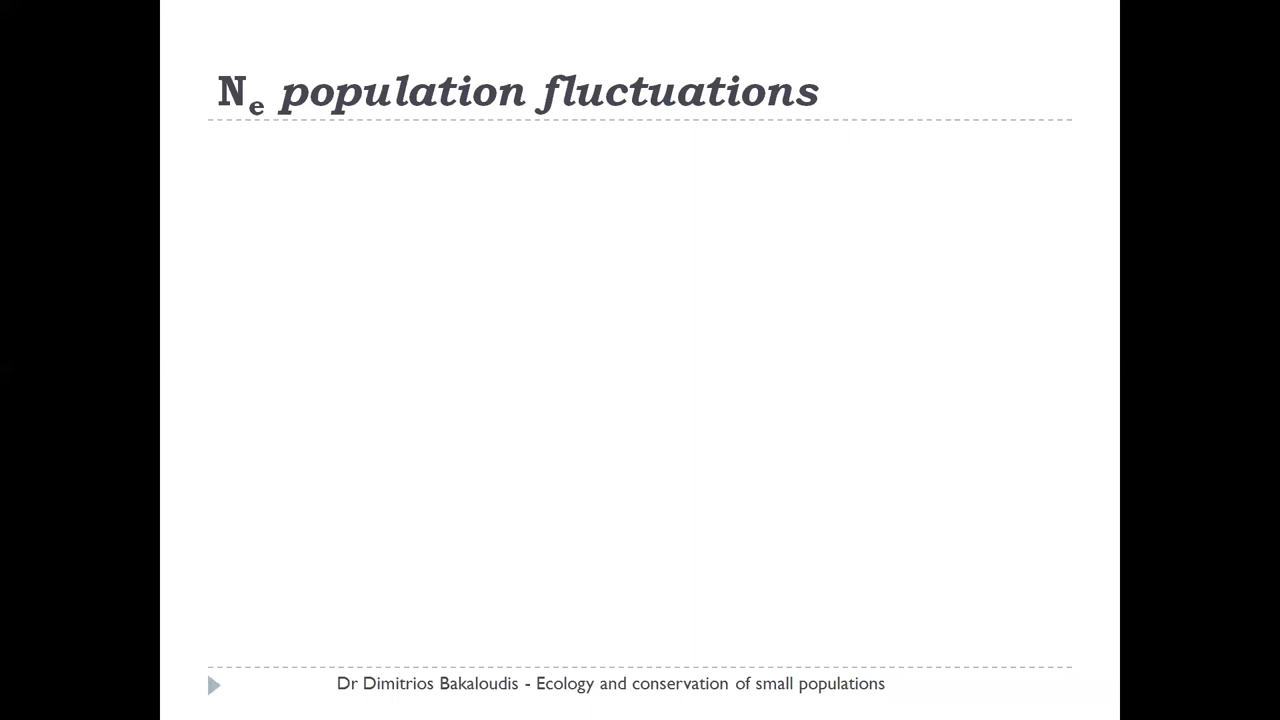 Ne population fluctuations
Dr Dimitrios Bakaloudis - Ecology and conservation of small populations